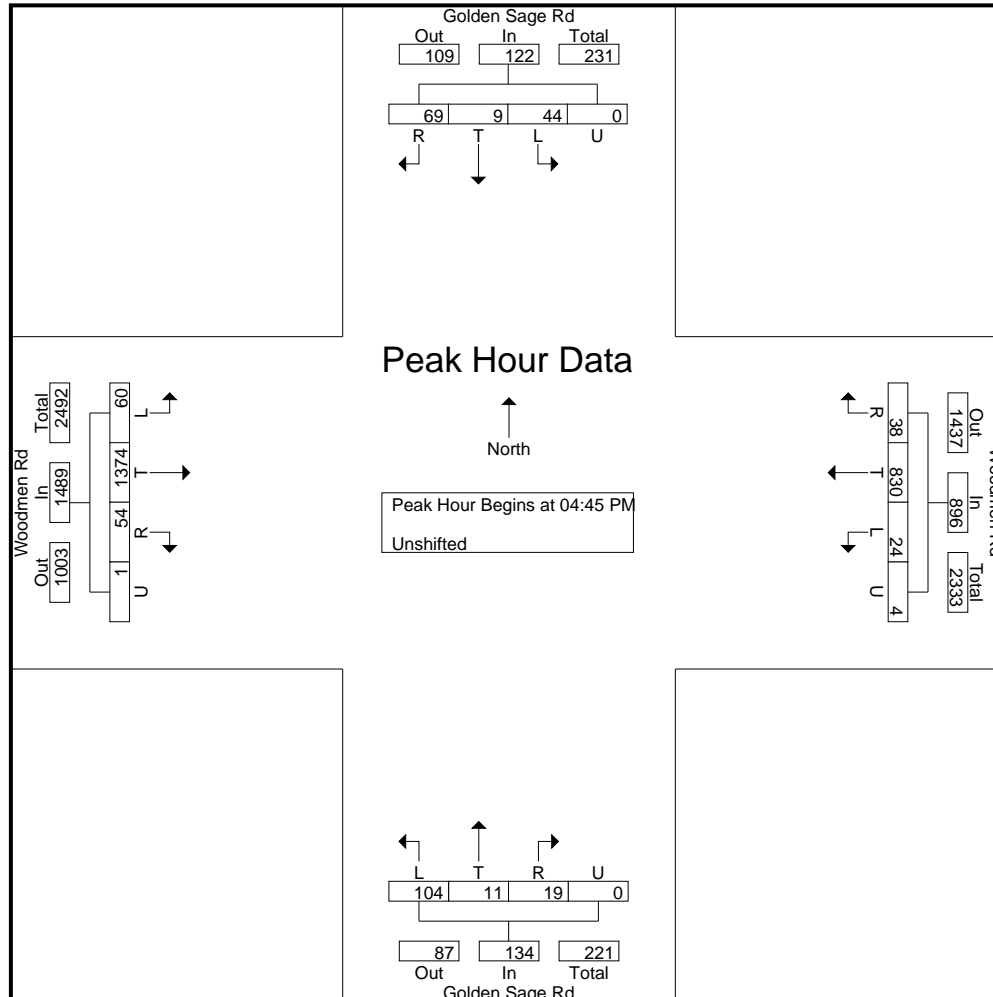 Golden Sage Rd
Out In Total
109 122 231
69 9 44 0
R T L U
Peak Hour Data
North
Peak Hour Begins at 04:45 PM
Unshifted
Woodmen Rd
Total In Out
2492 1489 1003
60 1374 54 1
L T R U
Out In Total
1437 896 2333
38 830 24 4
R T L U
L T R U
104 11 19 0
87 134 221
Out In Total
Golden Sage Rd